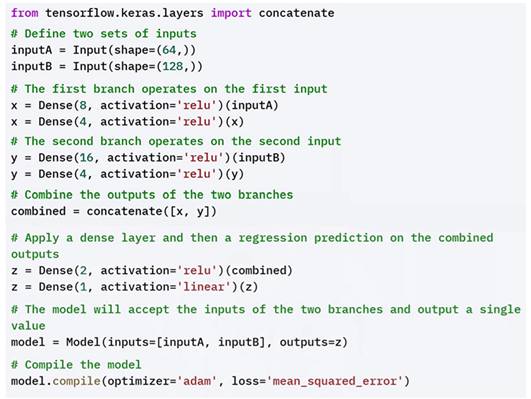 from tensorflow.keras.layers import concatenate
# Define two sets of inputs
inputA = Input(shape=(64,))
inputB = Input(shape=(128,))
# The first branch operates on the first input
x = Dense(8, activation='relu')(inputA)
x = Dense(4, activation='relu')(x)
# The second branch operates on the second input
y = Dense(16, activation='relu')(inputB)
y = Dense(4, activation='relu')(y)
# Combine the outputs of the two branches
combined = concatenate([x, y])
# Apply a dense layer and then a regression prediction on the combined
outputs
z = Dense(2, activation='relu')(combined)
z = Dense(1, activation='linear')(z)
# The model will accept the inputs of the two branches and output a single
value
model = Model(inputs=[inputA, inputB], outputs=z)
# Compile the model
model.compile(optimizer='adam', loss='mean_squared_error')